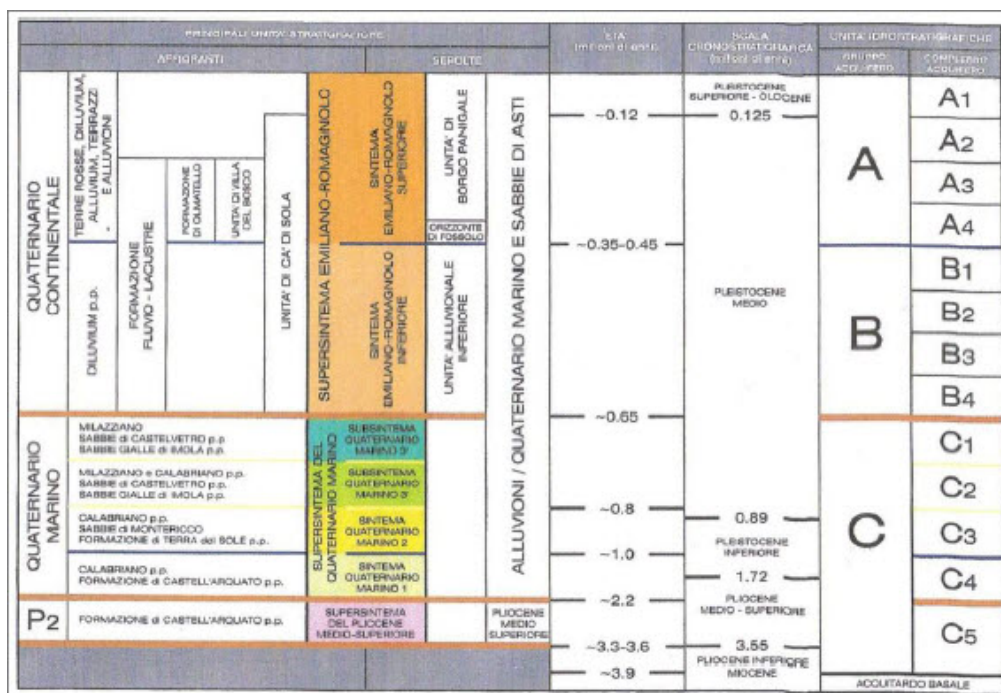 PRINCIPALI UNITA' STRATIGRAFICHE
AFFIORANTI
SEPOLTE
ETÀ
(milioni di anni)
SCALA
CRONOSTRATIGRAFICA
(milioni di anni)
UNITA' IDROSTRATIGRAFICHE
GRUPPO
ACQUIFERO
COMPLESSO
ACQUIFERO
QUATERNARIO
CONTINENTALE
TERRE ROSSE, DILUVIUM,
ALLUVIUM, TERRAZZI
E ALLUVIONI
DILUVIUM p.p.
FORMAZIONE
FLUVIO - LACUSTRE
FORMAZIONE
DI OLMATELLO
UNITA' DI VILLA
DEL BOSCO
UNITA' DI CA' DI SOLA
SUPERSINTEMA EMILIANO-ROMAGNOLO
SINTEMA
EMILIANO-ROMAGNOLO
SUPERIORE
SINTEMA
EMILIANO-ROMAGNOLO
INFERIORE
UNITA' DI
BORGO PANIGALE
ORIZZONTE
DI FOSSOLO
UNITA' ALLUVIONALE
INFERIORE
ALLUVIONI / QUATERNARIO MARINO E SABBIE DI ASTI
~0.12
~0.35-0.45
~0.65
~0.8
~1.0
~2.2
~3.3-3.6
~3.9
PLEISTOCENE
SUPERIORE - OLOCENE
0.125
PLEISTOCENE
MEDIO
0.89
PLEISTOCENE
INFERIORE
1.72
PLIOCENE
MEDIO - SUPERIORE
3.55
PLIOCENE INFERIORE
MIOCENE
A
B
C
A1
A2
A3
A4
B1
B2
B3
B4
C1
C2
C3
C4
C5
ACQUITARDO BASALE
QUATERNARIO
MARINO
MILAZZIANO
SABBIE di CASTELVETRO p.p.
SABBIE GIALLE di IMOLA p.p.
MILAZZIANO e CALABRIANO p.p.
SABBIE di CASTELVETRO p.p.
SABBIE GIALLE di IMOLA p.p.
CALABRIANO p.p.
SABBIE di MONTERICCO
FORMAZIONE di TERRA del SOLE p.p.
CALABRIANO p.p.
FORMAZIONE di CASTELL'ARQUATO p.p.
SUPERSINTEMA DEL
QUATERNARIO MARINO
SUBSINTEMA
QUATERNARIO
MARINO 3'
SUBSINTEMA
QUATERNARIO
MARINO 3
SINTEMA
QUATERNARIO
MARINO 2
SINTEMA
QUATERNARIO
MARINO 1
P2
FORMAZIONE di CASTELL'ARQUATO p.p.
SUPERSINTEMA
DEL PLIOCENE
MEDIO-SUPERIORE
PLIOCENE
MEDIO
SUPERIORE